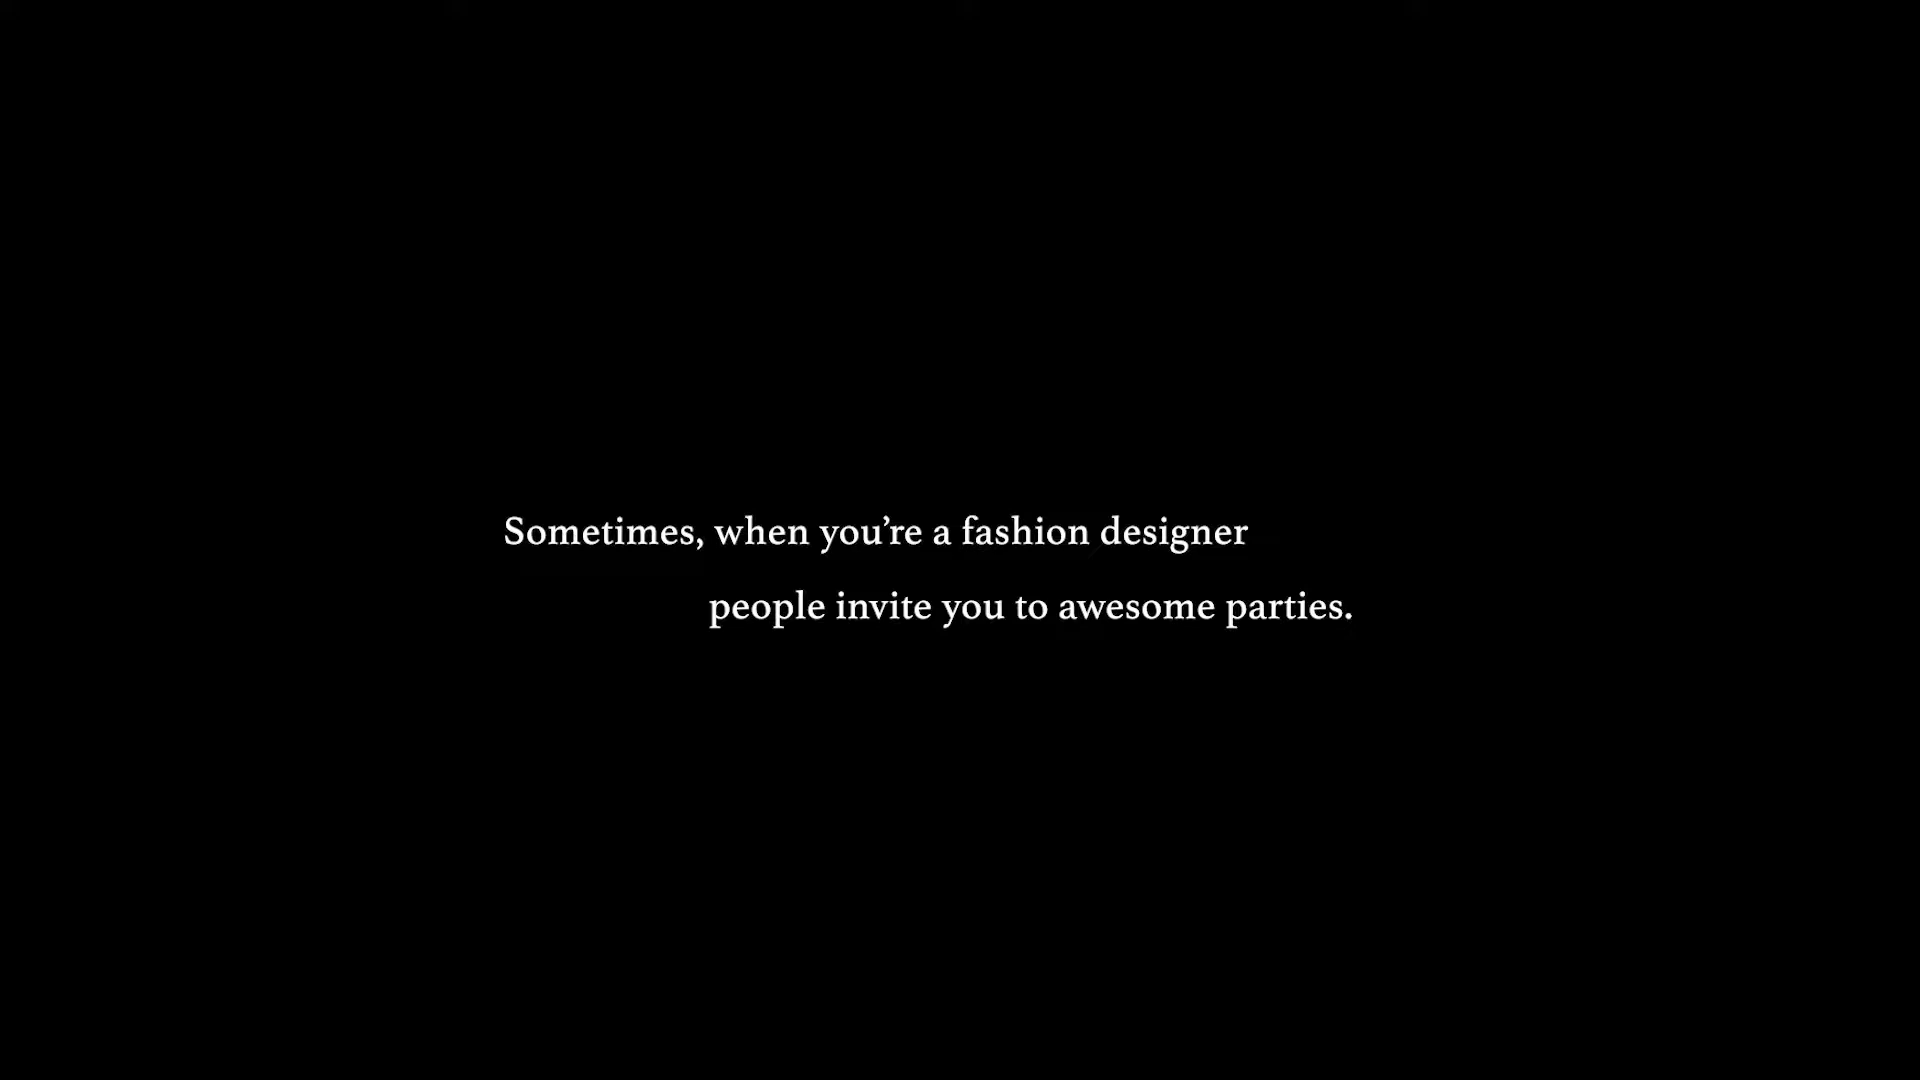 Sometimes, when you’re a fashion designer
people invite you to awesome parties.